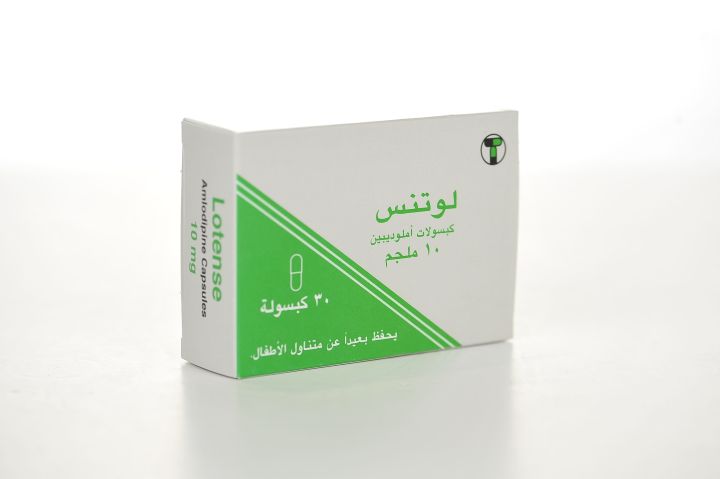 Lotense
Amlodipine Capsules
10 mg
لوتنس
كبسولات أملوديبين
١٠ ملجم
٣٠ كبسولة
يحفظ بعيداً عن متناول الأطفال.
T